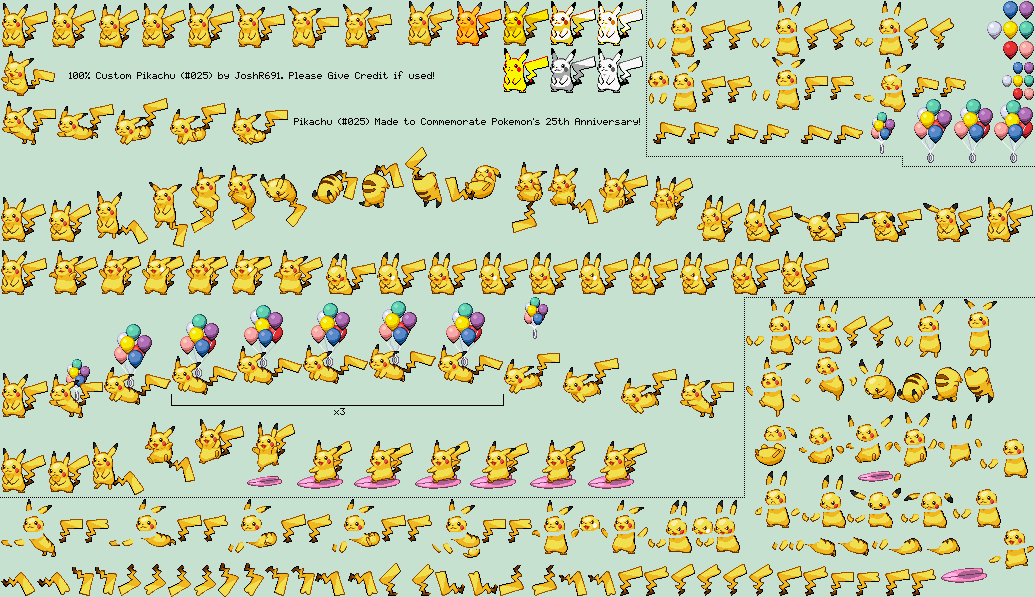 100% Custom Pikachu (#025) by JoshR691. Please Give Credit if used!
Pikachu (#025) Made to Commemorate Pokemon's 25th Anniversary!
x3